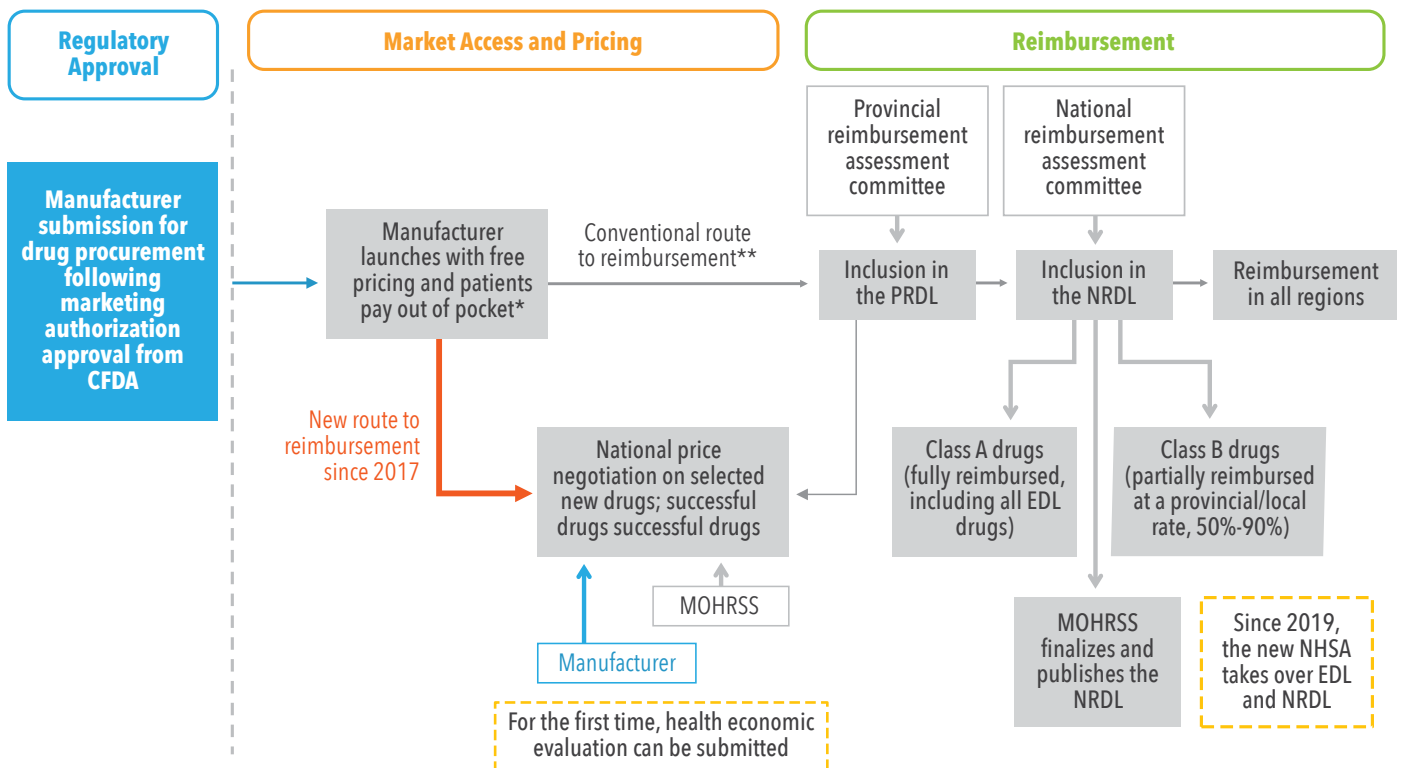 Regulatory
Approval
Market Access and Pricing
Reimbursement
Manufacturer
submission for
drug procurement
following
marketing
authorization
approval from
CFDA
Manufacturer
launches with free
pricing and patients
pay out of pocket*
Conventional route
to reimbursement**
Provincial
reimbursement
assessment
committee
National
reimbursement
assessment
committee
Inclusion in
the PRDL
Inclusion in
the NRDL
Reimbursement
in all regions
New route to
reimbursement
since 2017
National price
negotiation on selected
new drugs; successful
drugs successful drugs
Class A drugs
(fully reimbursed,
including all EDL
drugs)
Class B drugs
(partially reimbursed
at a provincial/local
rate, 50%-90%)
MOHRSS
Manufacturer
For the first time, health economic
evaluation can be submitted
MOHRSS
finalizes and
publishes the
NRDL
Since 2019,
the new NHSA
takes over EDL
and NRDL